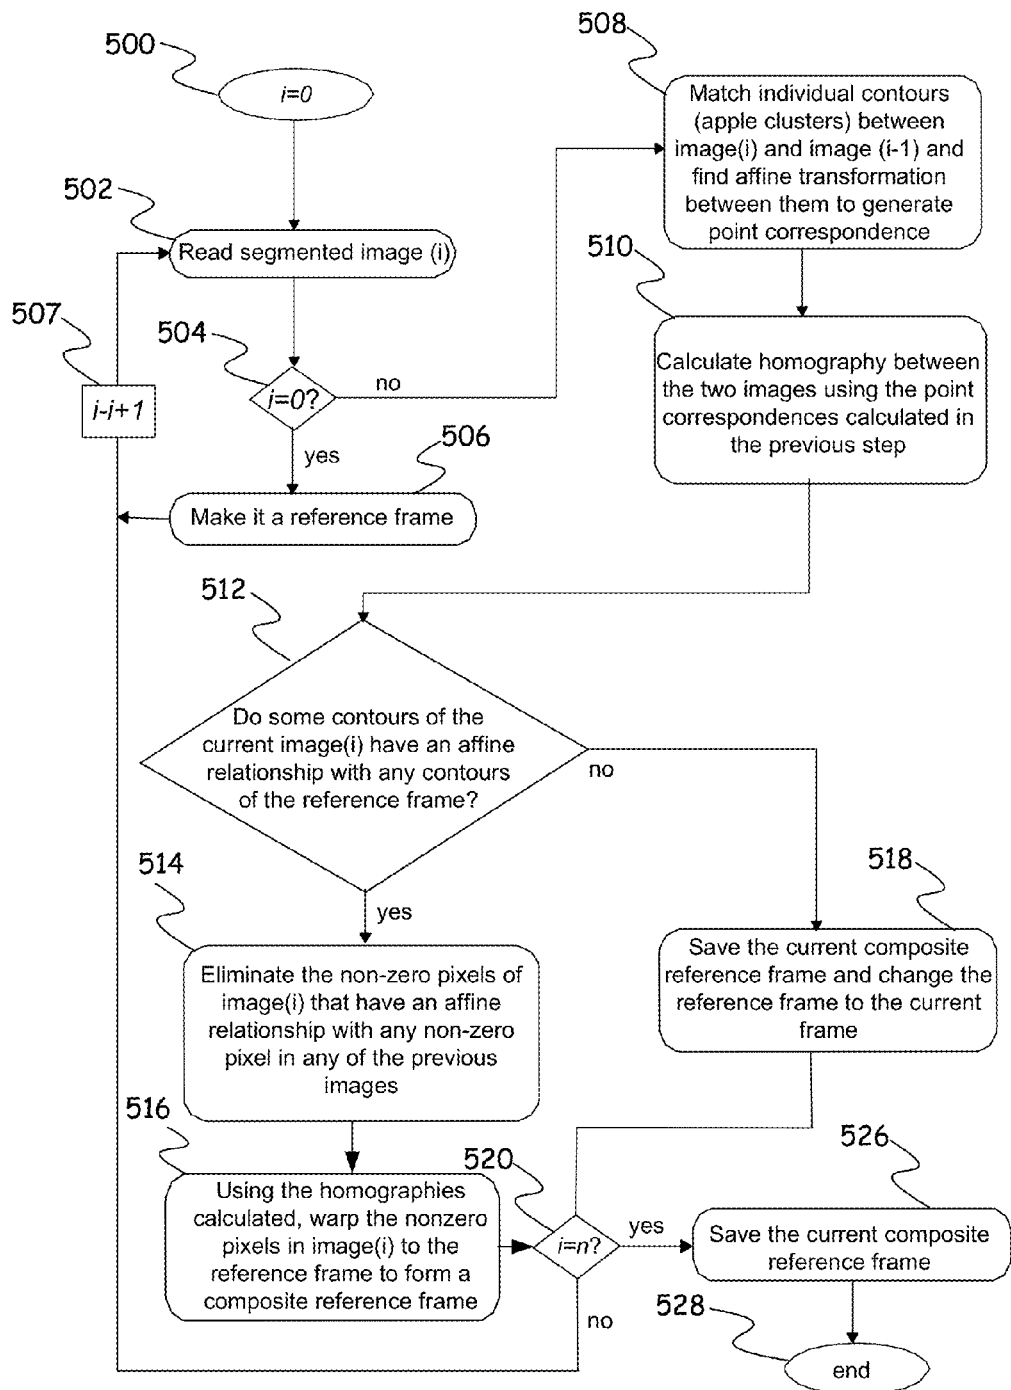 500
i=0
502
Read segmented image (i)
504
i=0?
no
yes
506
Make it a reference frame
507
i-i+1
508
Match individual contours
(apple clusters) between
image(i) and image (i-1) and
find affine transformation
between them to generate
point correspondence
510
Calculate homography between
the two images using the point
correspondences calculated in
the previous step
512
Do some contours of the
current image(i) have an affine
relationship with any contours
of the reference frame?
no
yes
514
Eliminate the non-zero pixels of
image(i) that have an affine
relationship with any non-zero
pixel in any of the previous
images
516
Using the homographies
calculated, warp the nonzero
pixels in image(i) to the
reference frame to form a
composite reference frame
518
Save the current composite
reference frame and change the
reference frame to the current
frame
520
i=n?
yes
no
526
Save the current composite
reference frame
528
end